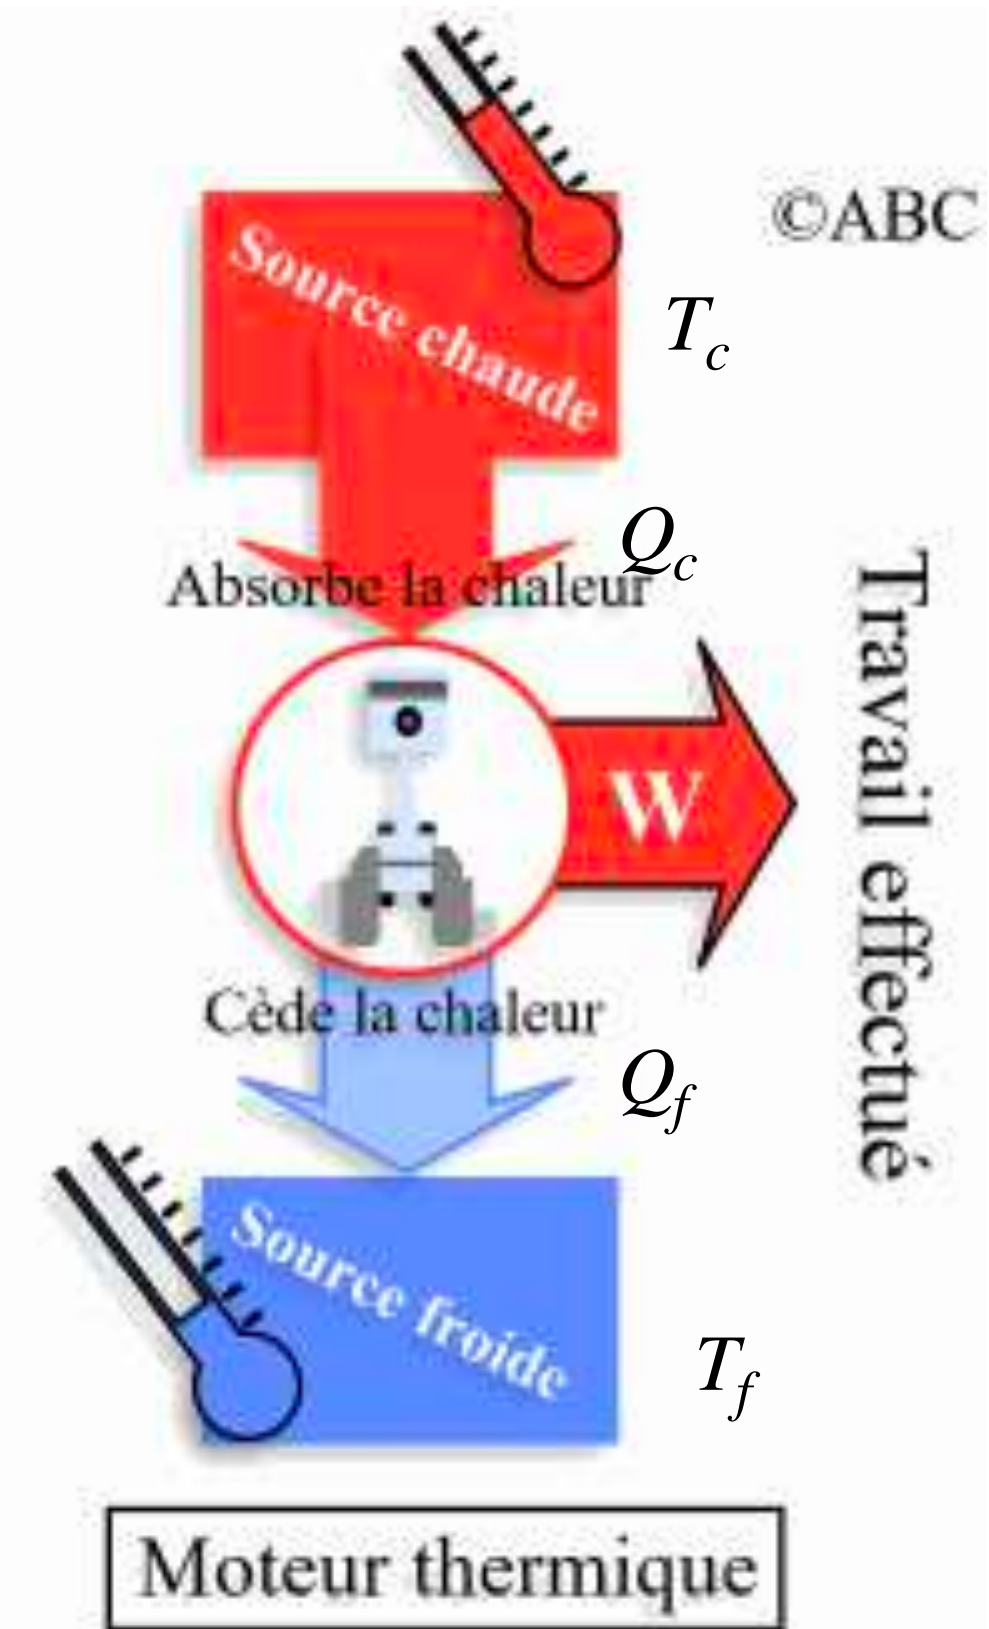 ©ABC
Source chaude
T_c
Q_c
Absorbe la chaleur
W
Travail effectué
Cède la chaleur
Q_f
Source froide
T_f
Moteur thermique